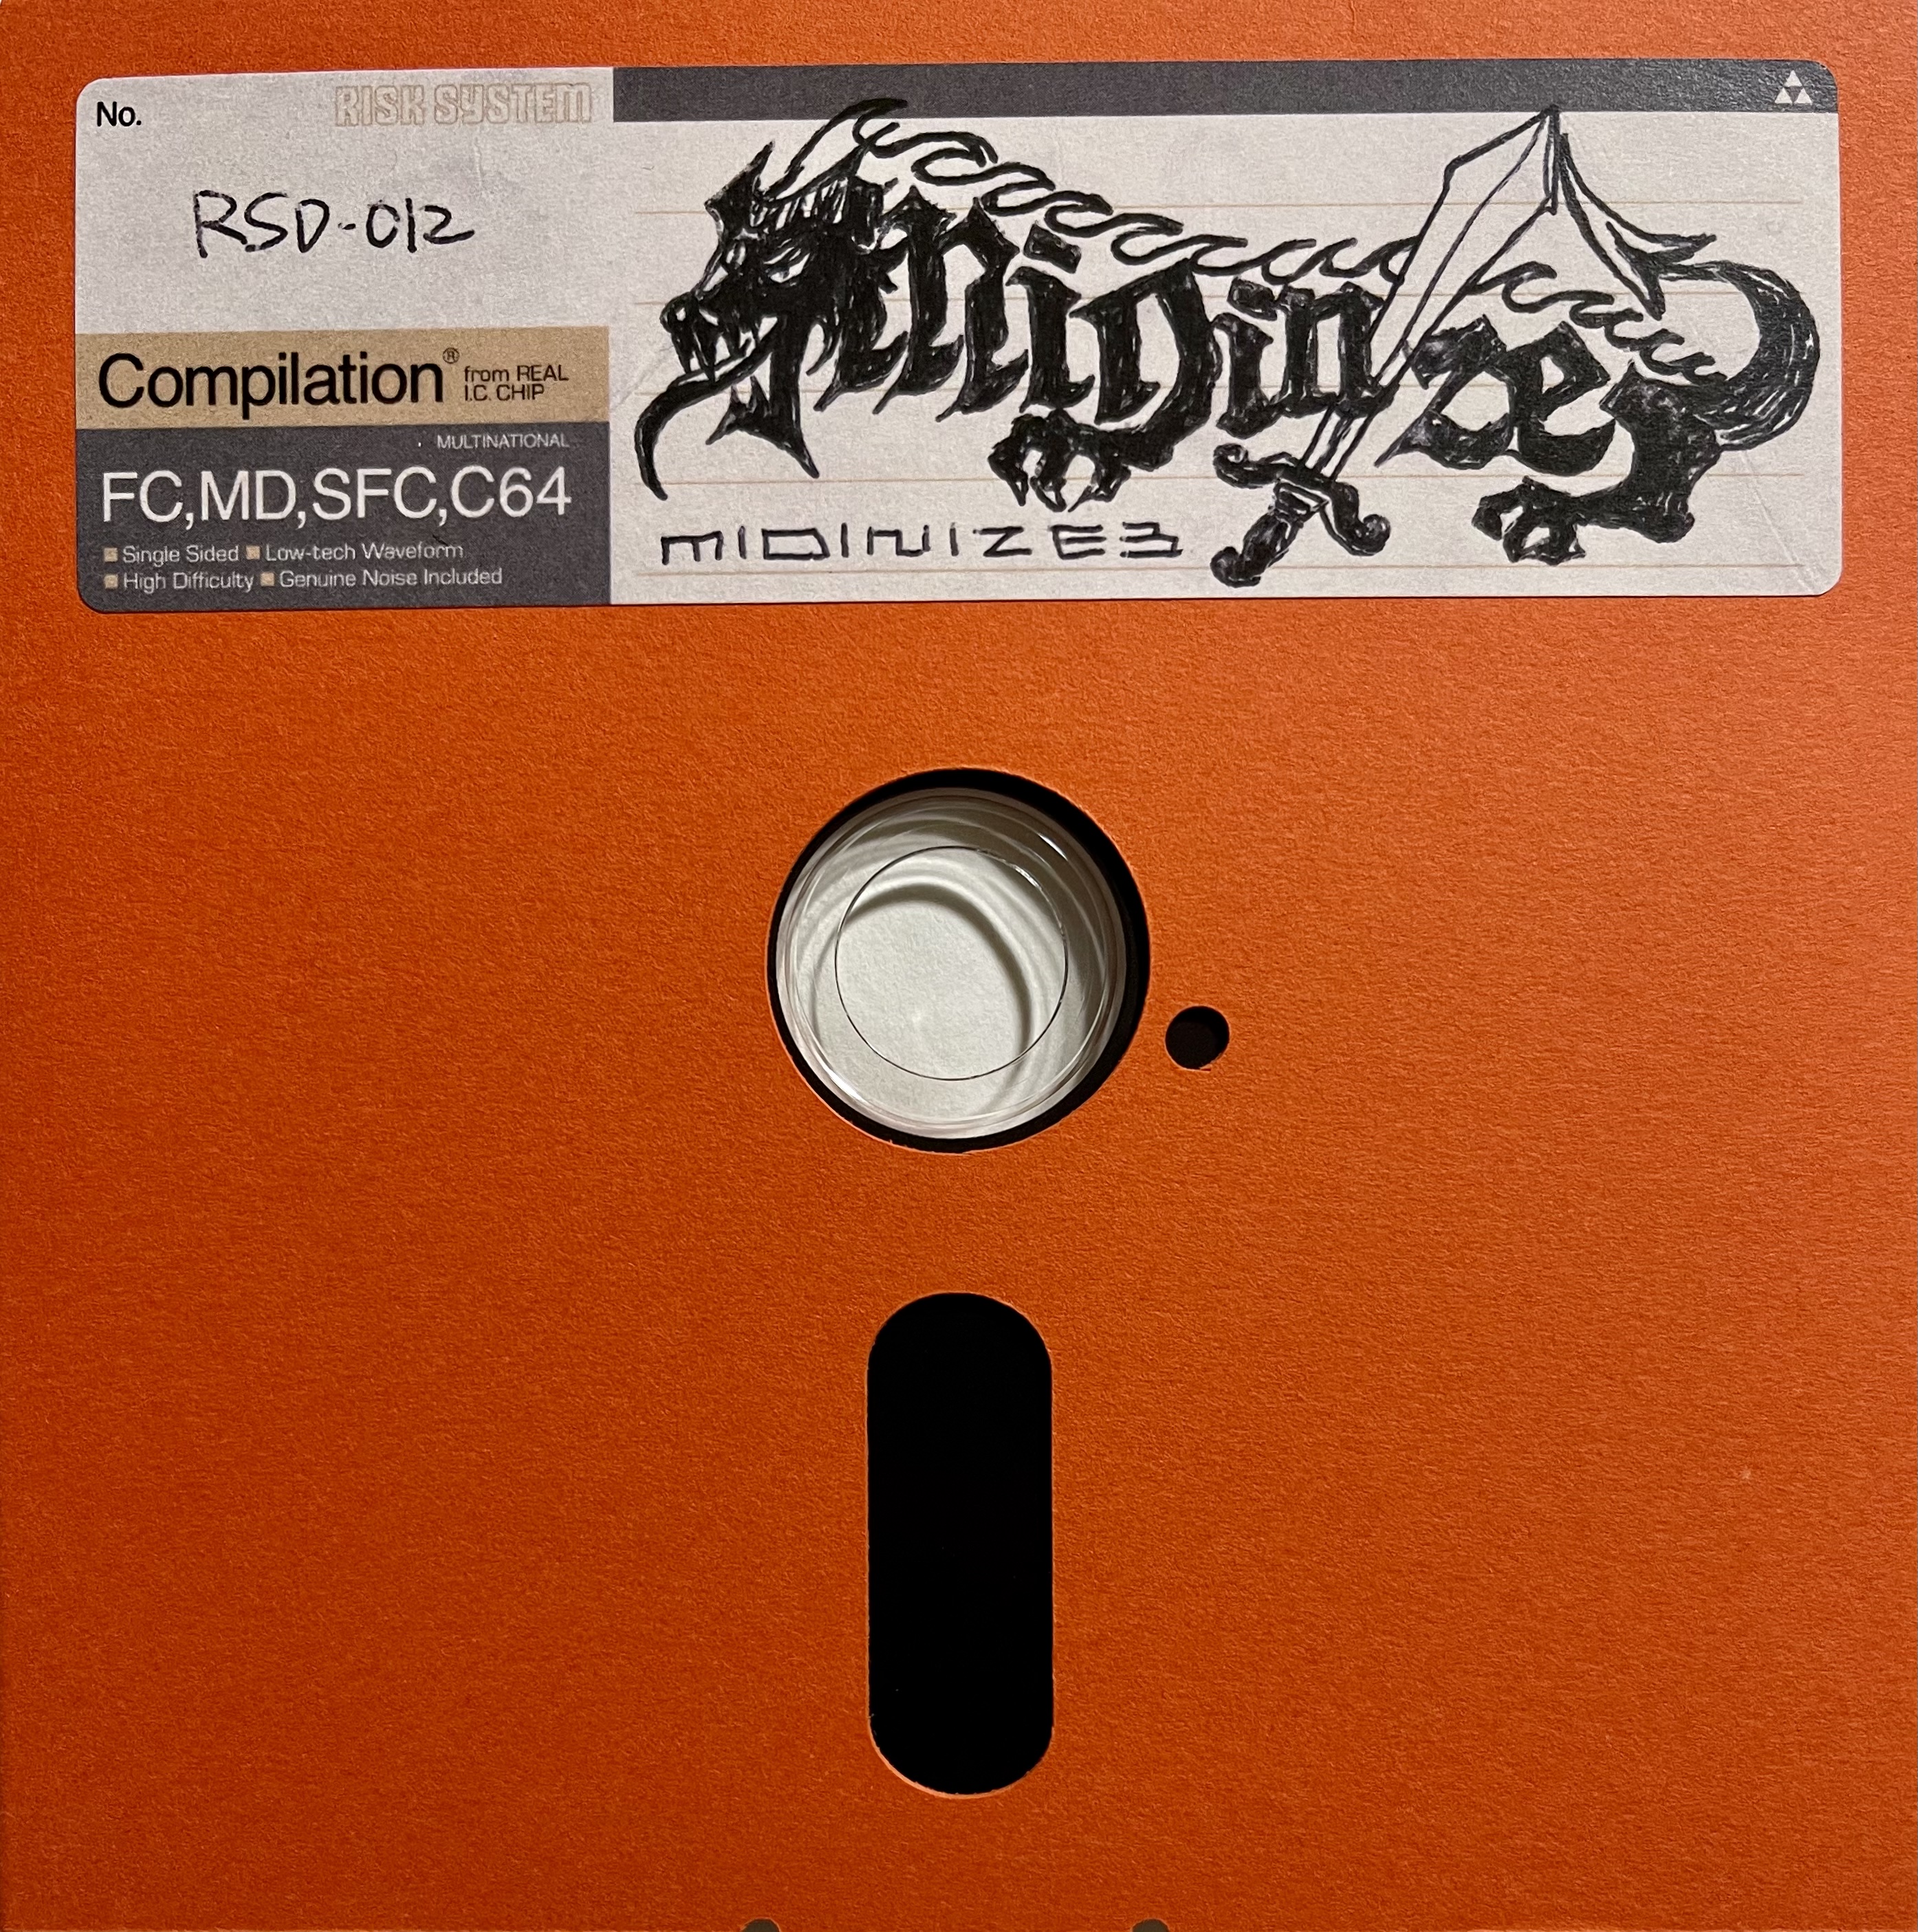 No.
RISK SYSTEM
RSD-012
Compilation® from REAL
I.C. CHIP
MULTINATIONAL
FC,MD,SFC,C64
Single Sided Low-tech Waveform
High Difficulty Genuine Noise Included
Midinize
MIDINIZE3